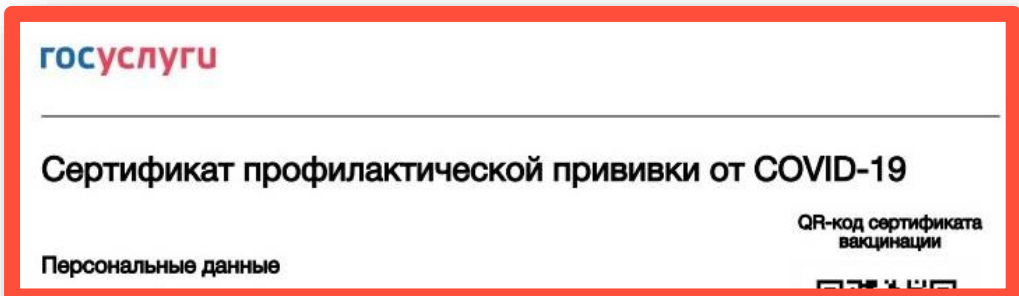 госуслуги
Сертификат профилактической прививки от COVID-19
QR-код сертификата
вакцинации
Персональные данные